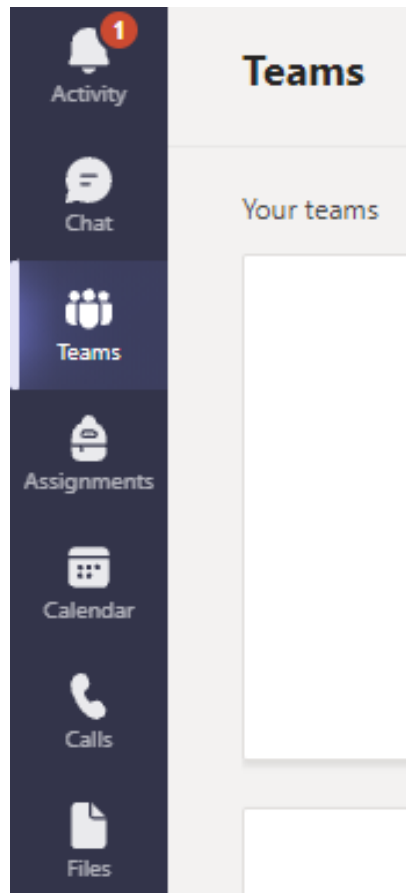 1
Activity
Chat
Teams
Assignments
Calendar
Calls
Files
Teams
Your teams